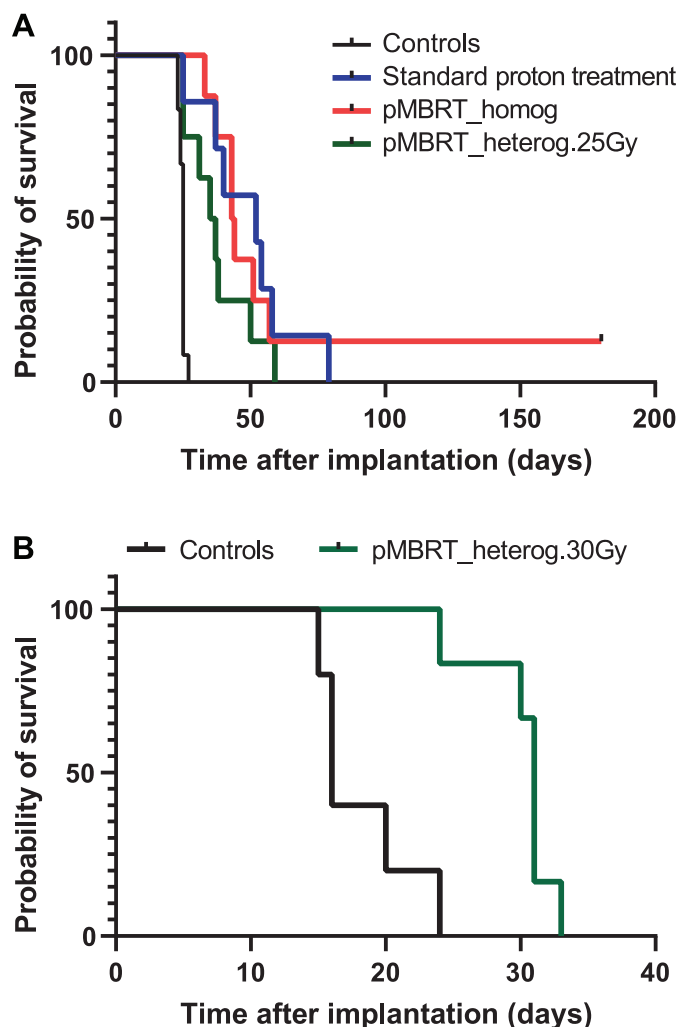 A
Controls
Standard proton treatment
pMBRT_homog
pMBRT_heterog.25Gy
Probability of survival
100
50
0
0 50 100 150 200
Time after implantation (days)
B
Controls pMBRT_heterog.30Gy
Probability of survival
100
50
0
0 10 20 30 40
Time after implantation (days)